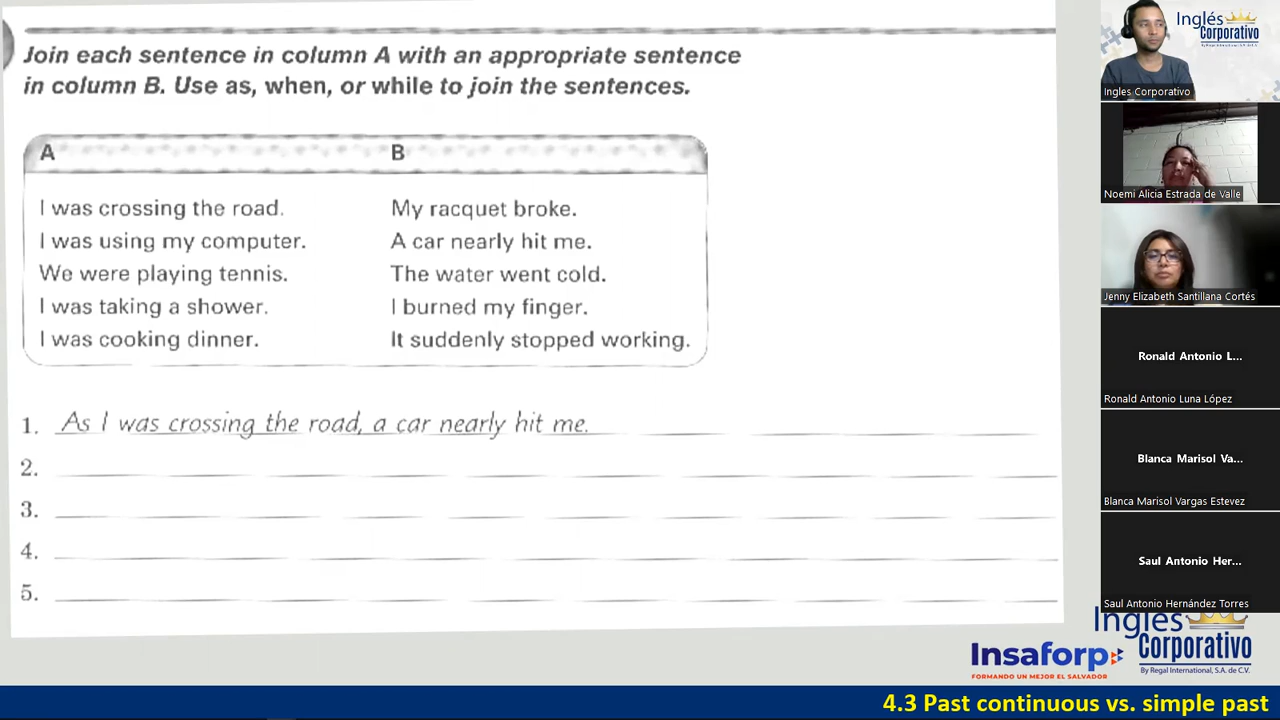 Join each sentence in column A with an appropriate sentence
in column B. Use as, when, or while to join the sentences.
A B
I was crossing the road. My racquet broke.
I was using my computer. A car nearly hit me.
We were playing tennis. The water went cold.
I was taking a shower. I burned my finger.
I was cooking dinner. It suddenly stopped working.
1. As I was crossing the road, a car nearly hit me.
2.
3.
4.
5.
Inglés
Corporativo
By Regal International, S.A. de C.V.
Ingles Corporativo
Noemi Alicia Estrada de Valle
Jenny Elizabeth Santillana Cortés
Ronald Antonio L...
Ronald Antonio Luna López
Blanca Marisol Va...
Blanca Marisol Vargas Estevez
Saul Antonio Her...
Saul Antonio Hernández Torres
Insaforp
FORMANDO UN MEJOR EL SALVADOR
Inglés
Corporativo
By Regal International, S.A. de C.V.
4.3 Past continuous vs. simple past